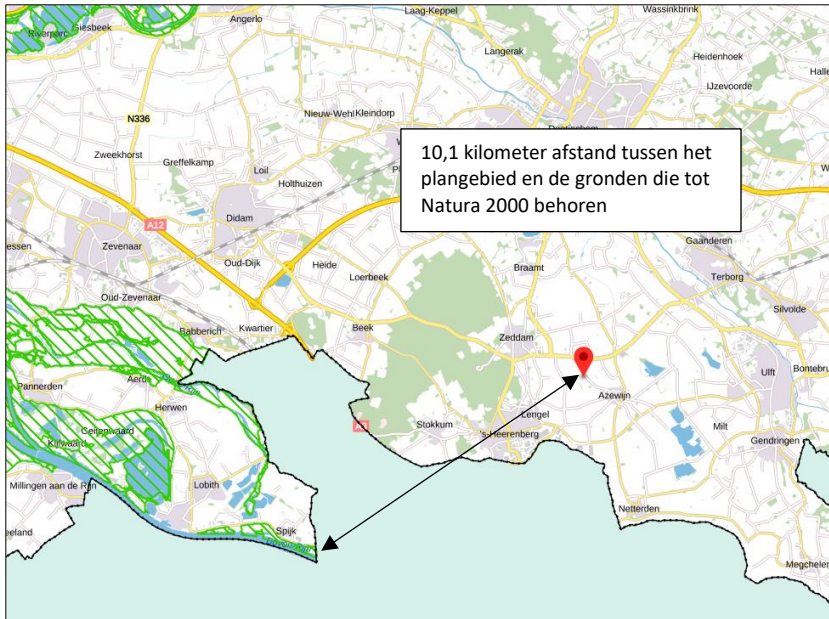 Laag-Keppel
Wassinkbrink
Angerlo
Giesbeek
Langerak
Heidenhoek
IJzevoorde
Nieuw-Wehl
Kleindorp
N336
Zweekhorst
Greffelkamp
Loil
Holthuizen
10,1 kilometer afstand tussen het
plangebied en de gronden die tot
Natura 2000 behoren
Didam
A12
Zevenaar
Gaanderen
Oud-Dijk
Heide
Loerbeek
Braamt
Terborg
Oud-Zevenaar
Silvolde
Babberich
Kwartier
Beek
Zeddam
Ulft
Pannerden
Aerdt
Herwen
Azewijn
Lengel
Stokkum
's-Heerenberg
Milt
Gendringen
Millingen aan de Rijn
Lobith
Netterden
Spijk
Megchelen